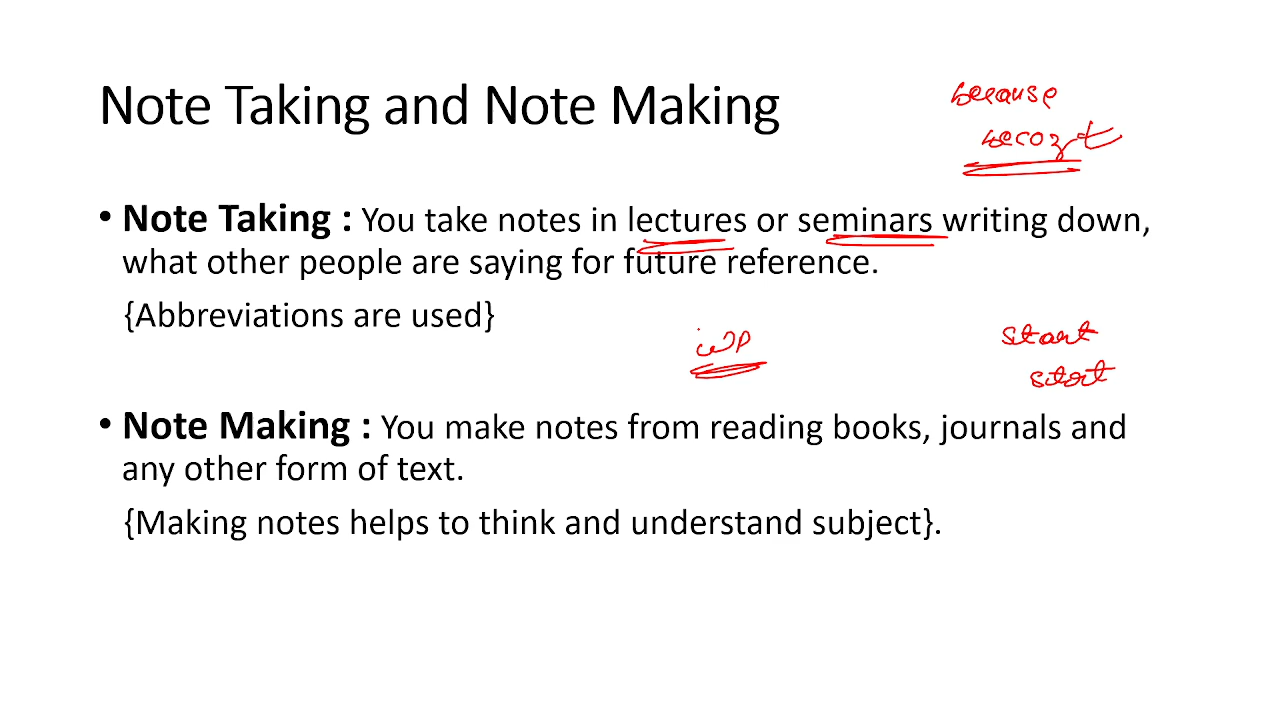 Note Taking and Note Making
because
• Note Taking : You take notes in lectures or seminars writing down,
what other people are saying for future reference.
{Abbreviations are used}
start
• Note Making : You make notes from reading books, journals and
any other form of text.
{Making notes helps to think and understand subject}.